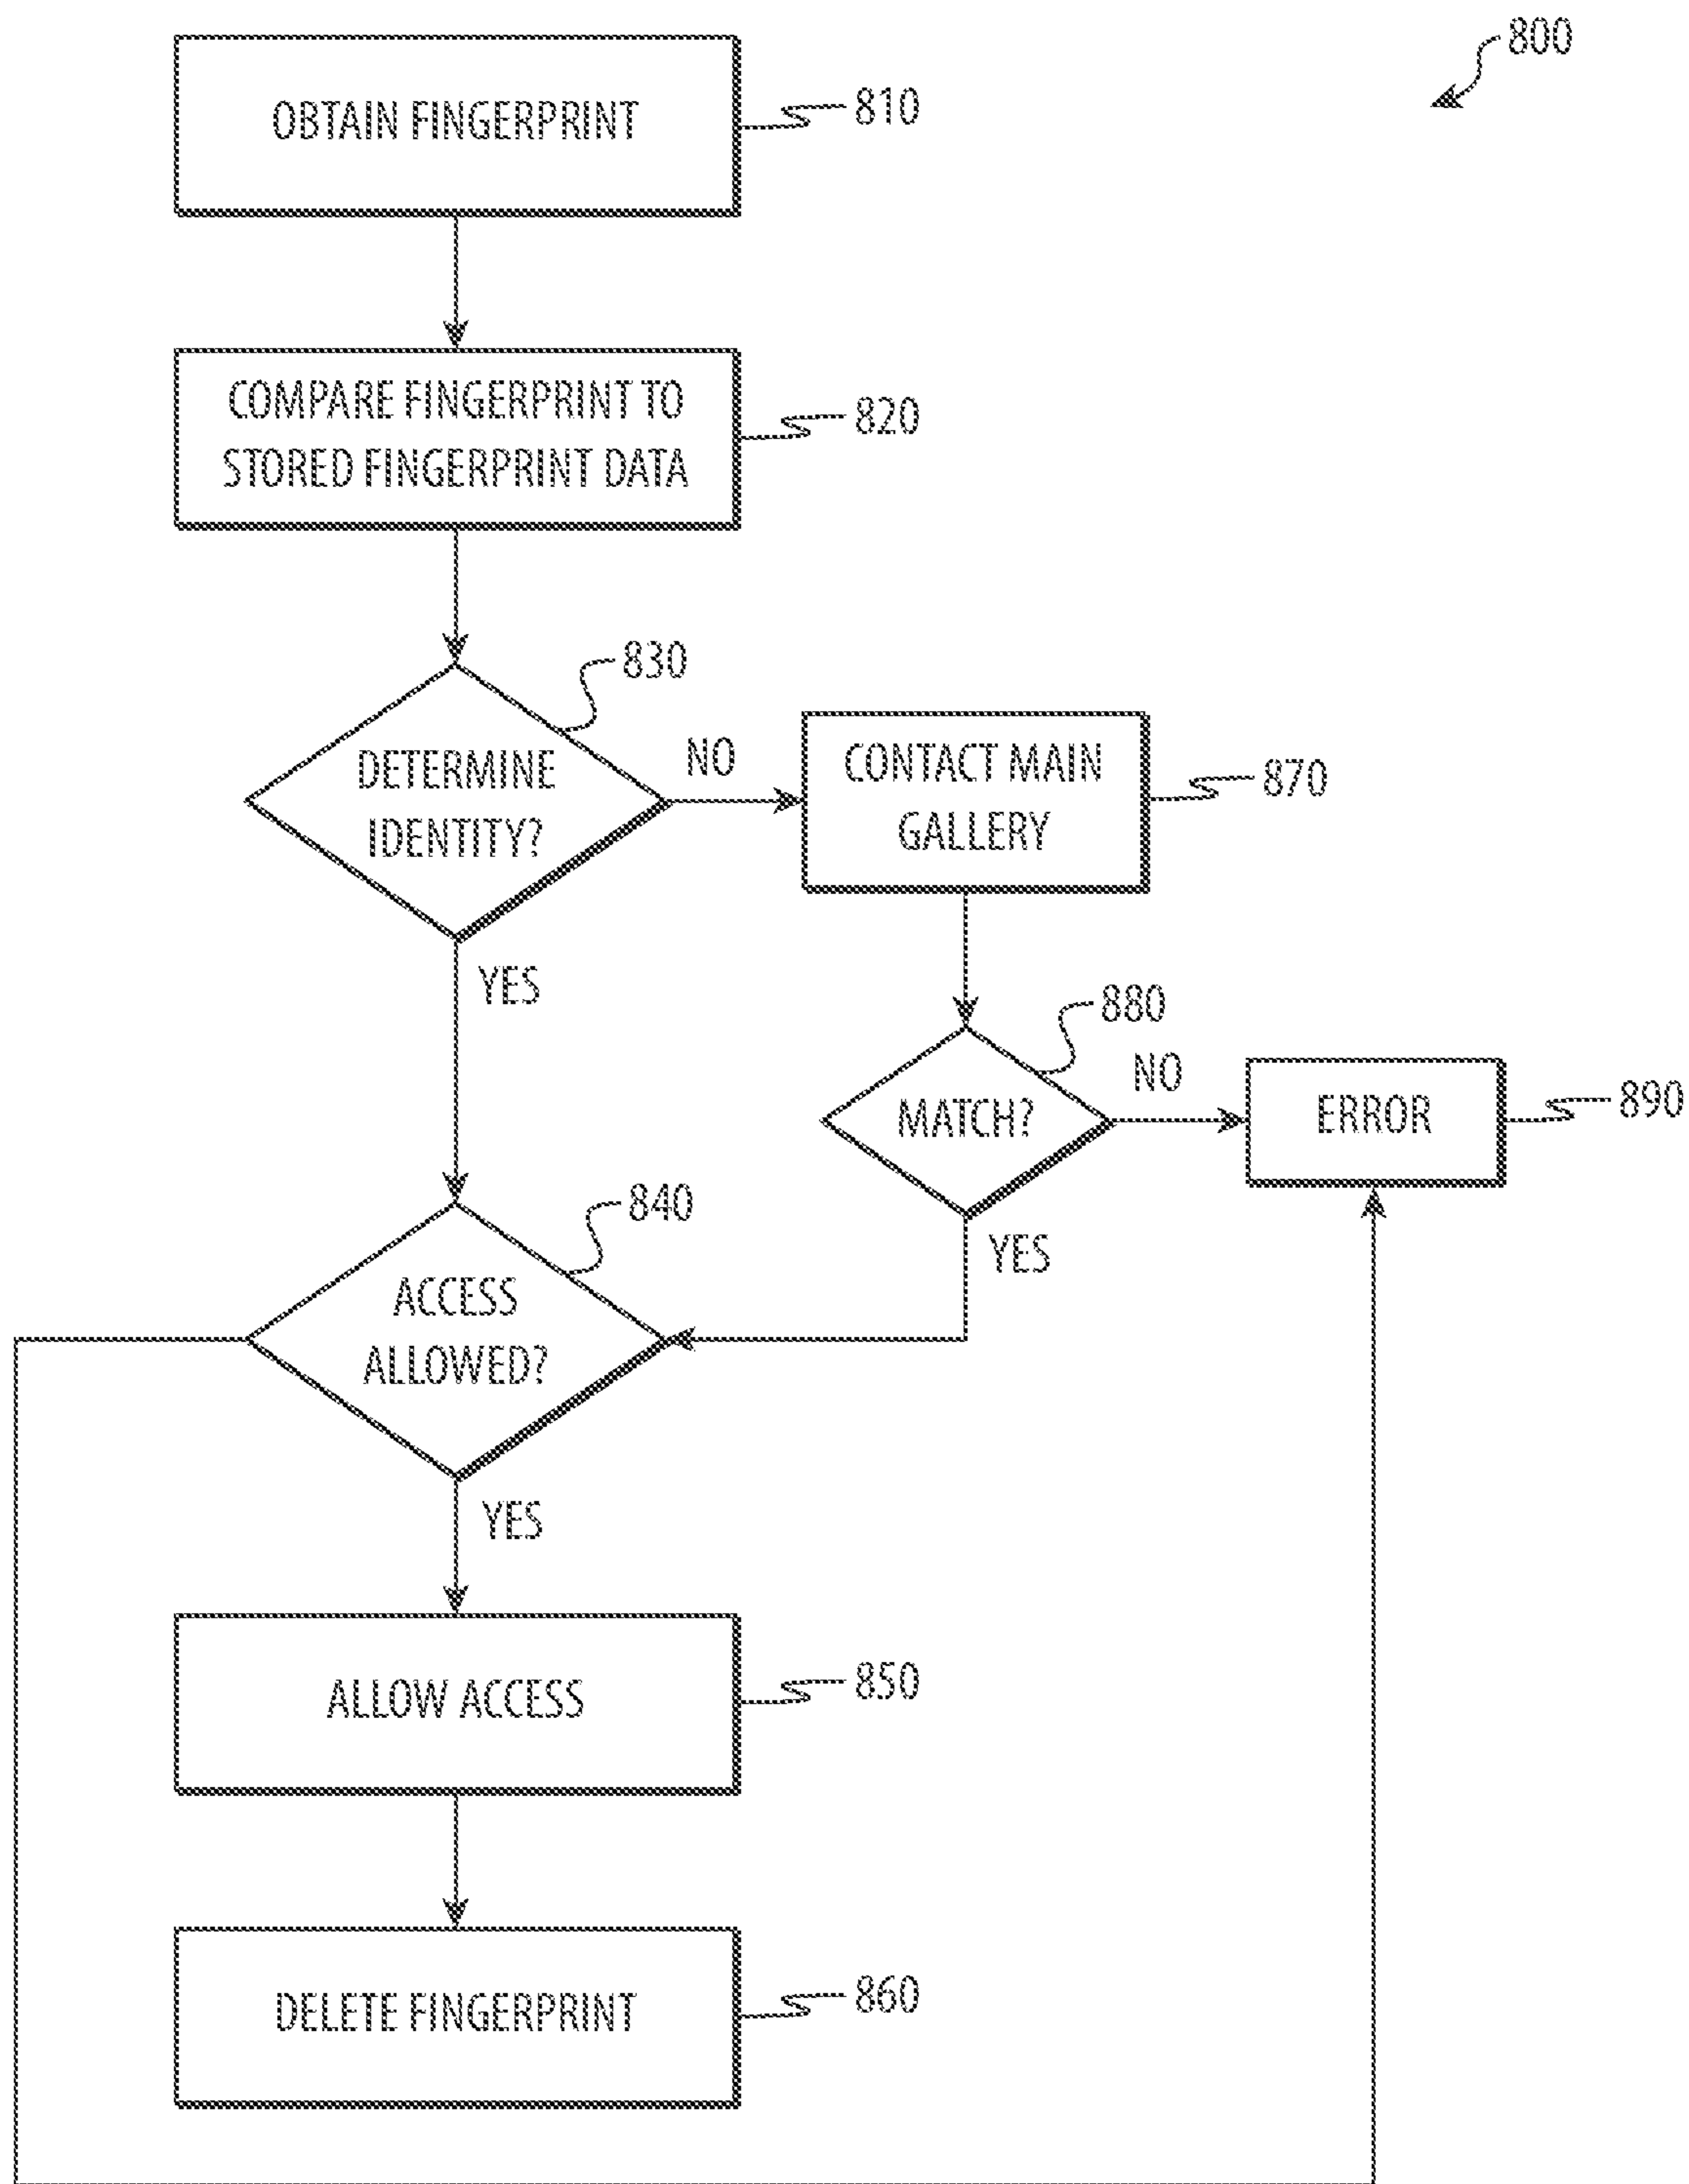 800
OBTAIN FINGERPRINT
810
COMPARE FINGERPRINT TO
STORED FINGERPRINT DATA
820
830
DETERMINE
IDENTITY?
NO
CONTACT MAIN
GALLERY
870
YES
880
MATCH?
NO
ERROR
890
YES
840
ACCESS
ALLOWED?
YES
ALLOW ACCESS
850
DELETE FINGERPRINT
860